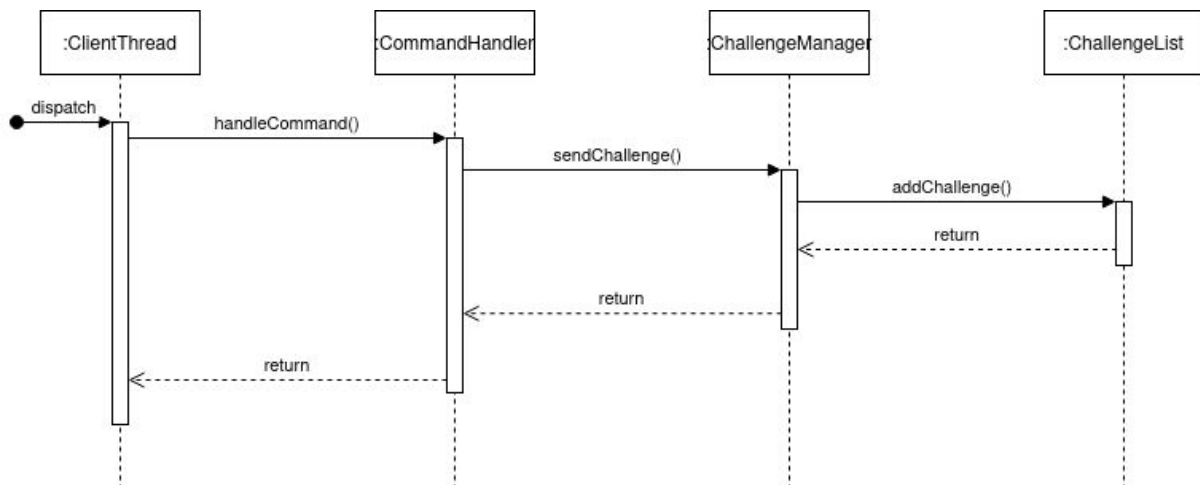 :ClientThread
:CommandHandler
:ChallengeManager
:ChallengeList
dispatch
handleCommand()
sendChallenge()
addChallenge()
return
return
return